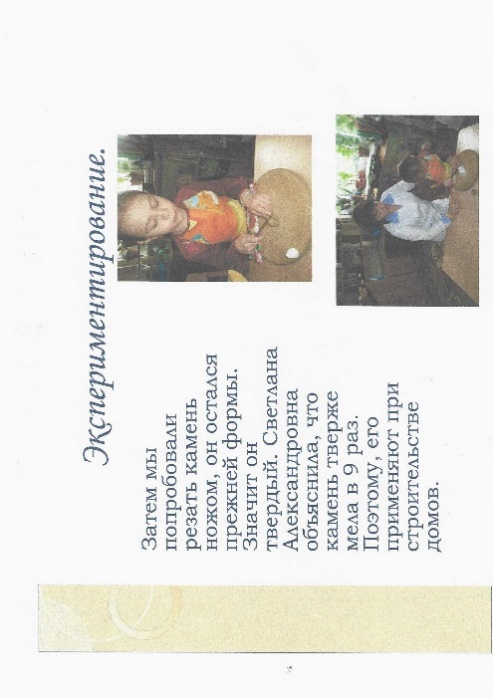 Экспериментирование.
Затем мы
попробовали
резать камень
ножом, он остался
прежней формы.
Значит он
твердый. Светлана
Александровна
объяснила, что
камень тверже
мела в 9 раз.
Поэтому, его
применяют при
строительстве
домов.